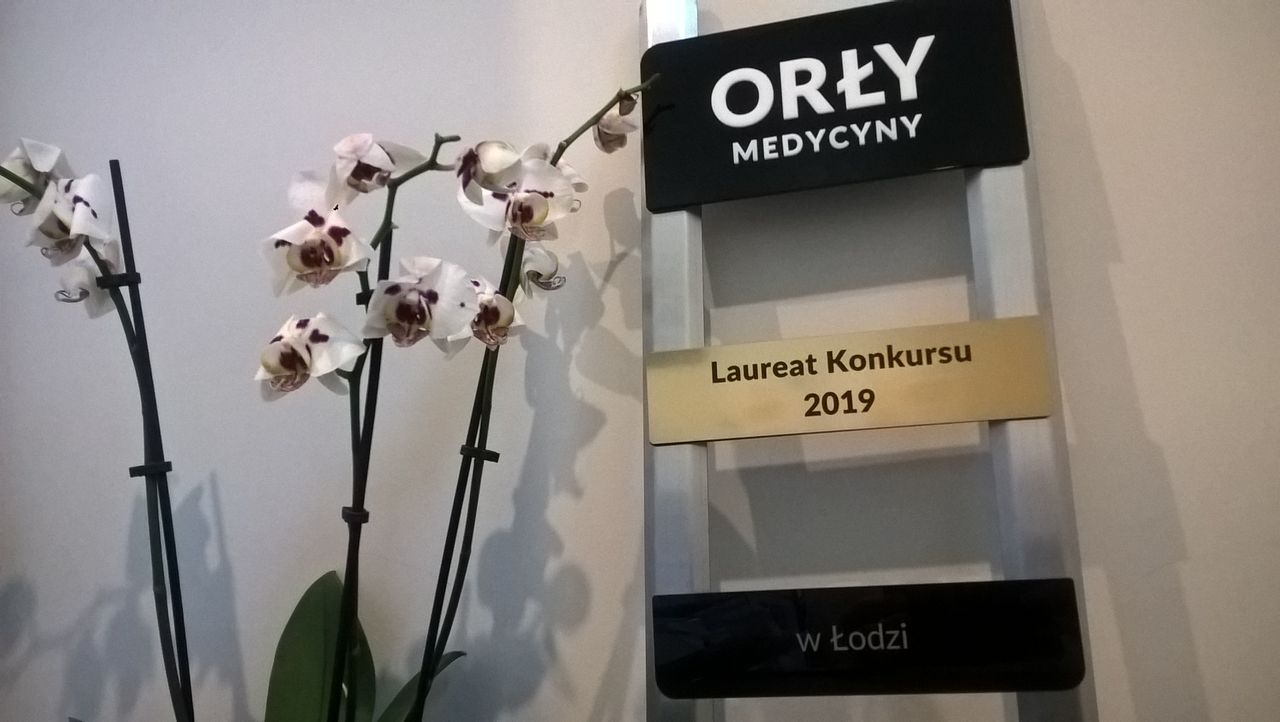 ORŁY
MEDYCYNY
Laureat Konkursu
2019
w Łodzi